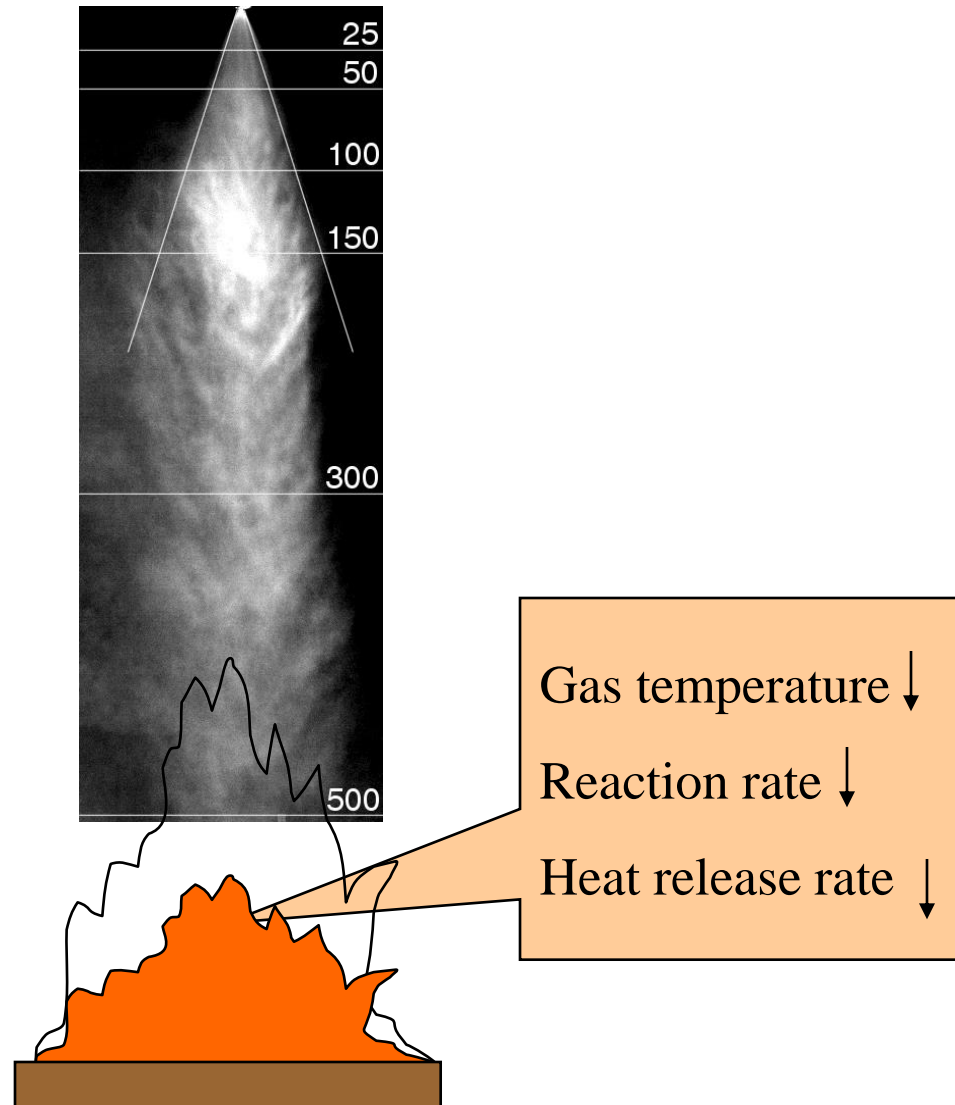 25
50
100
150
300
500
Gas temperature ↓
Reaction rate ↓
Heat release rate ↓